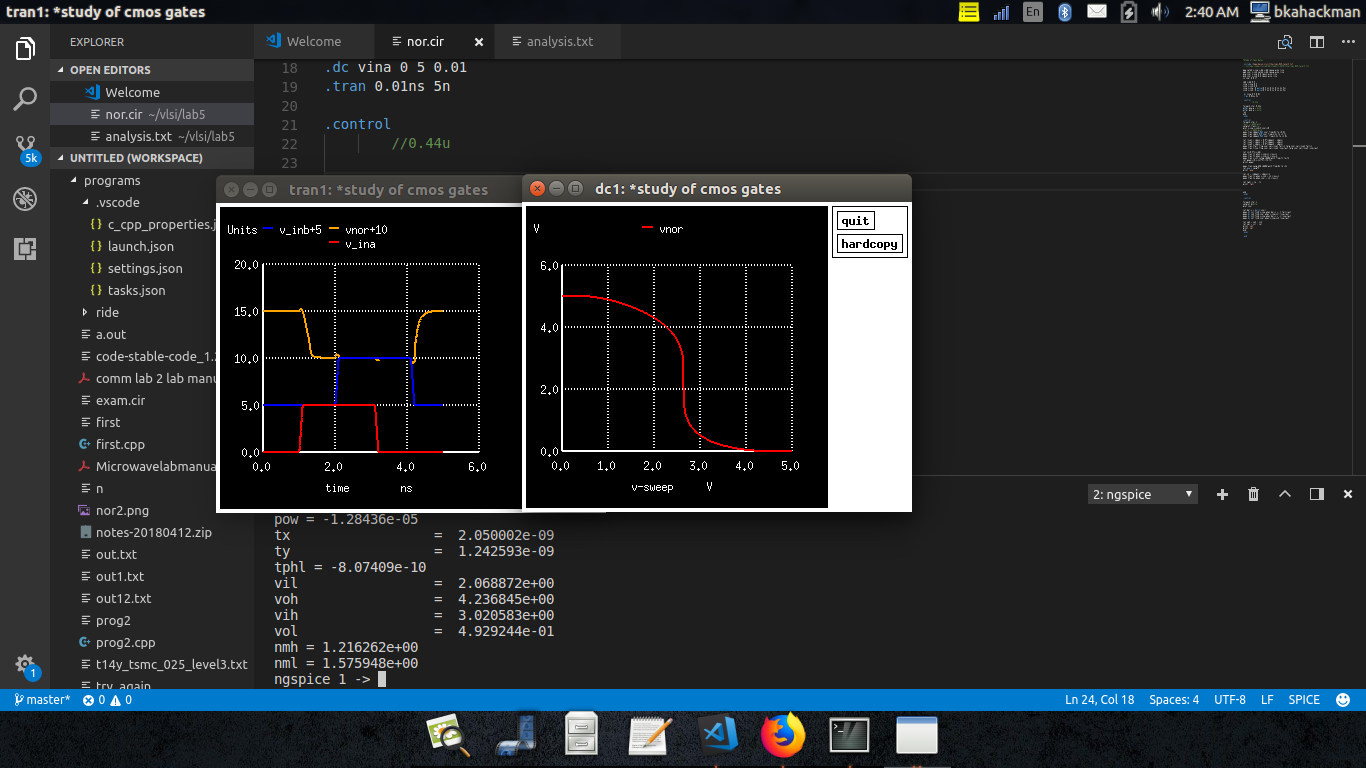 tran1: *study of cmos gates
En
2:40 AM
bkahackman
EXPLORER
OPEN EDITORS
Welcome
nor.cir ~/vlsi/lab5
analysis.txt ~/vlsi/lab5
UNTITLED (WORKSPACE)
programs
.vscode
c_cpp_properties.j
launch.json
settings.json
tasks.json
ride
a.out
code-stable-code_1.2
comm lab 2 lab manu
exam.cir
first
first.cpp
Microwavelabmanua
n
nor2.png
notes-20180412.zip
out.txt
out1.txt
out12.txt
prog2
prog2.cpp
t14y_tsmc_025_level3.txt
try again
5k
1
Welcome
nor.cir
analysis.txt
18 .dc vina 0 5 0.01
19 .tran 0.01ns 5n
20
21 .control
22 //0.44u
23
tran1: *study of cmos gates
Units v_inb+5 vnor+10
v_ina
20.0
15.0
10.0
5.0
0.0
0.0 2.0 4.0 6.0
time ns
dc1: *study of cmos gates
V vnor
6.0
4.0
2.0
0.0
0.0 1.0 2.0 3.0 4.0 5.0
v-sweep V
quit
hardcopy
2: ngspice
pow = -1.28436e-05
tx = 2.050002e-09
ty = 1.242593e-09
tphl = -8.07409e-10
vil = 2.068872e+00
voh = 4.236845e+00
vih = 3.020583e+00
vol = 4.929244e-01
nmh = 1.216262e+00
nml = 1.575948e+00
ngspice 1 ->
master* 0 0
Ln 24, Col 18 Spaces: 4 UTF-8 LF SPICE